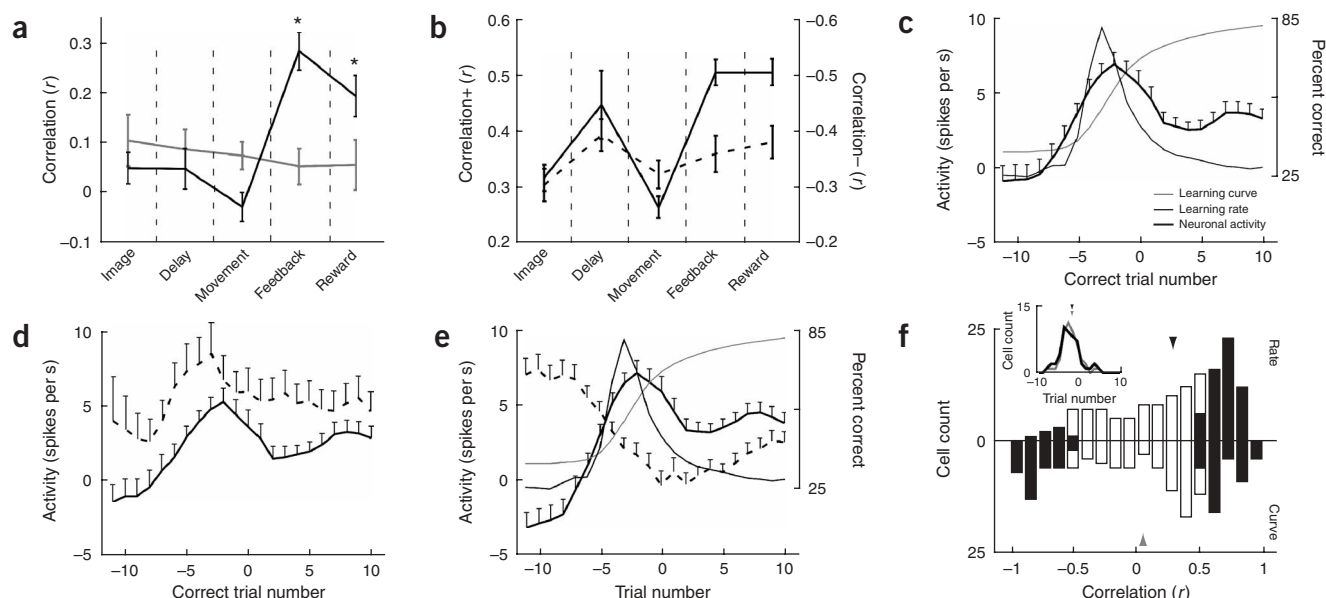 a
Correlation (r)
0.3
0.2
0.1
0
–0.1
*
*
Image
Delay
Movement
Feedback
Reward
b
Correlation+ (r)
0.6
0.5
0.4
0.3
0.2
–0.6
–0.5
–0.4
–0.3
–0.2
Correlation– (r)
Image
Delay
Movement
Feedback
Reward
c
Activity (spikes per s)
10
5
0
–5
85
25
Percent correct
Learning curve
Learning rate
Neuronal activity
–10
–5
0
5
10
Correct trial number
d
Activity (spikes per s)
10
5
0
–5
–10
–5
0
5
10
Correct trial number
e
Activity (spikes per s)
10
5
0
–5
85
25
Percent correct
–10
–5
0
5
10
Trial number
f
Cell count
25
0
25
Rate
Curve
15
0
Cell count
–10
0
10
Trial number
–1
–0.5
0
0.5
1
Correlation (r)